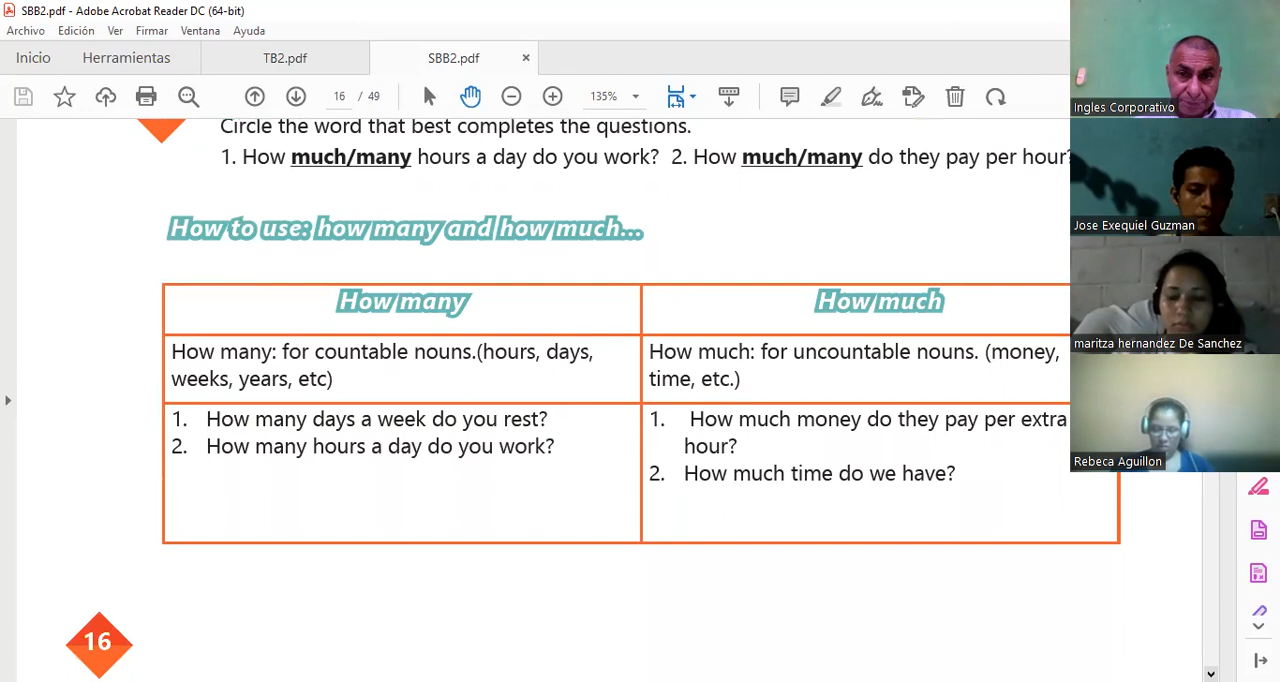 SBB2.pdf - Adobe Acrobat Reader DC (64-bit)
Archivo Edición Ver Firmar Ventana Ayuda
Inicio Herramientas TB2.pdf SBB2.pdf ×
16 / 49 135%
Circle the word that best completes the questions.
1. How much/many hours a day do you work? 2. How much/many do they pay per hour?
How to use: how many and how much...
How many
How many: for countable nouns.(hours, days,
weeks, years, etc)
1. How many days a week do you rest?
2. How many hours a day do you work?
How much
How much: for uncountable nouns. (money,
time, etc.)
1. How much money do they pay per extra
hour?
2. How much time do we have?
16
Ingles Corporativo
Jose Exequiel Guzman
maritza hernandez De Sanchez
Rebeca Aguillon